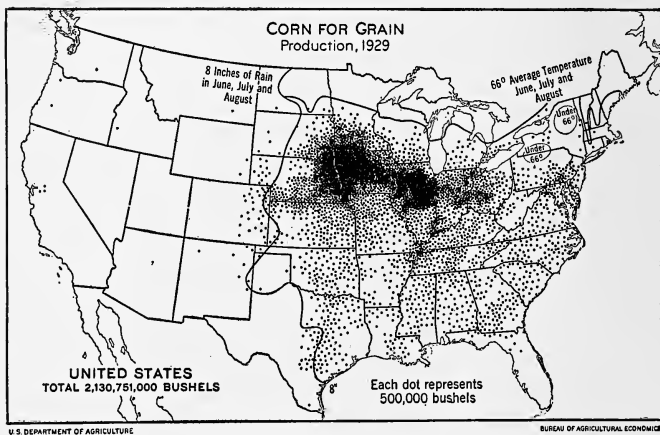 CORN FOR GRAIN
Production, 1929
8 Inches of Rain
in June, July and
August
66° Average Temperature
June, July and
August
Under
66°
Under
66°
UNITED STATES
TOTAL 2,130,751,000 BUSHELS
8"
Each dot represents
500,000 bushels
U.S. DEPARTMENT OF AGRICULTURE
BUREAU OF AGRICULTURAL ECONOMICS